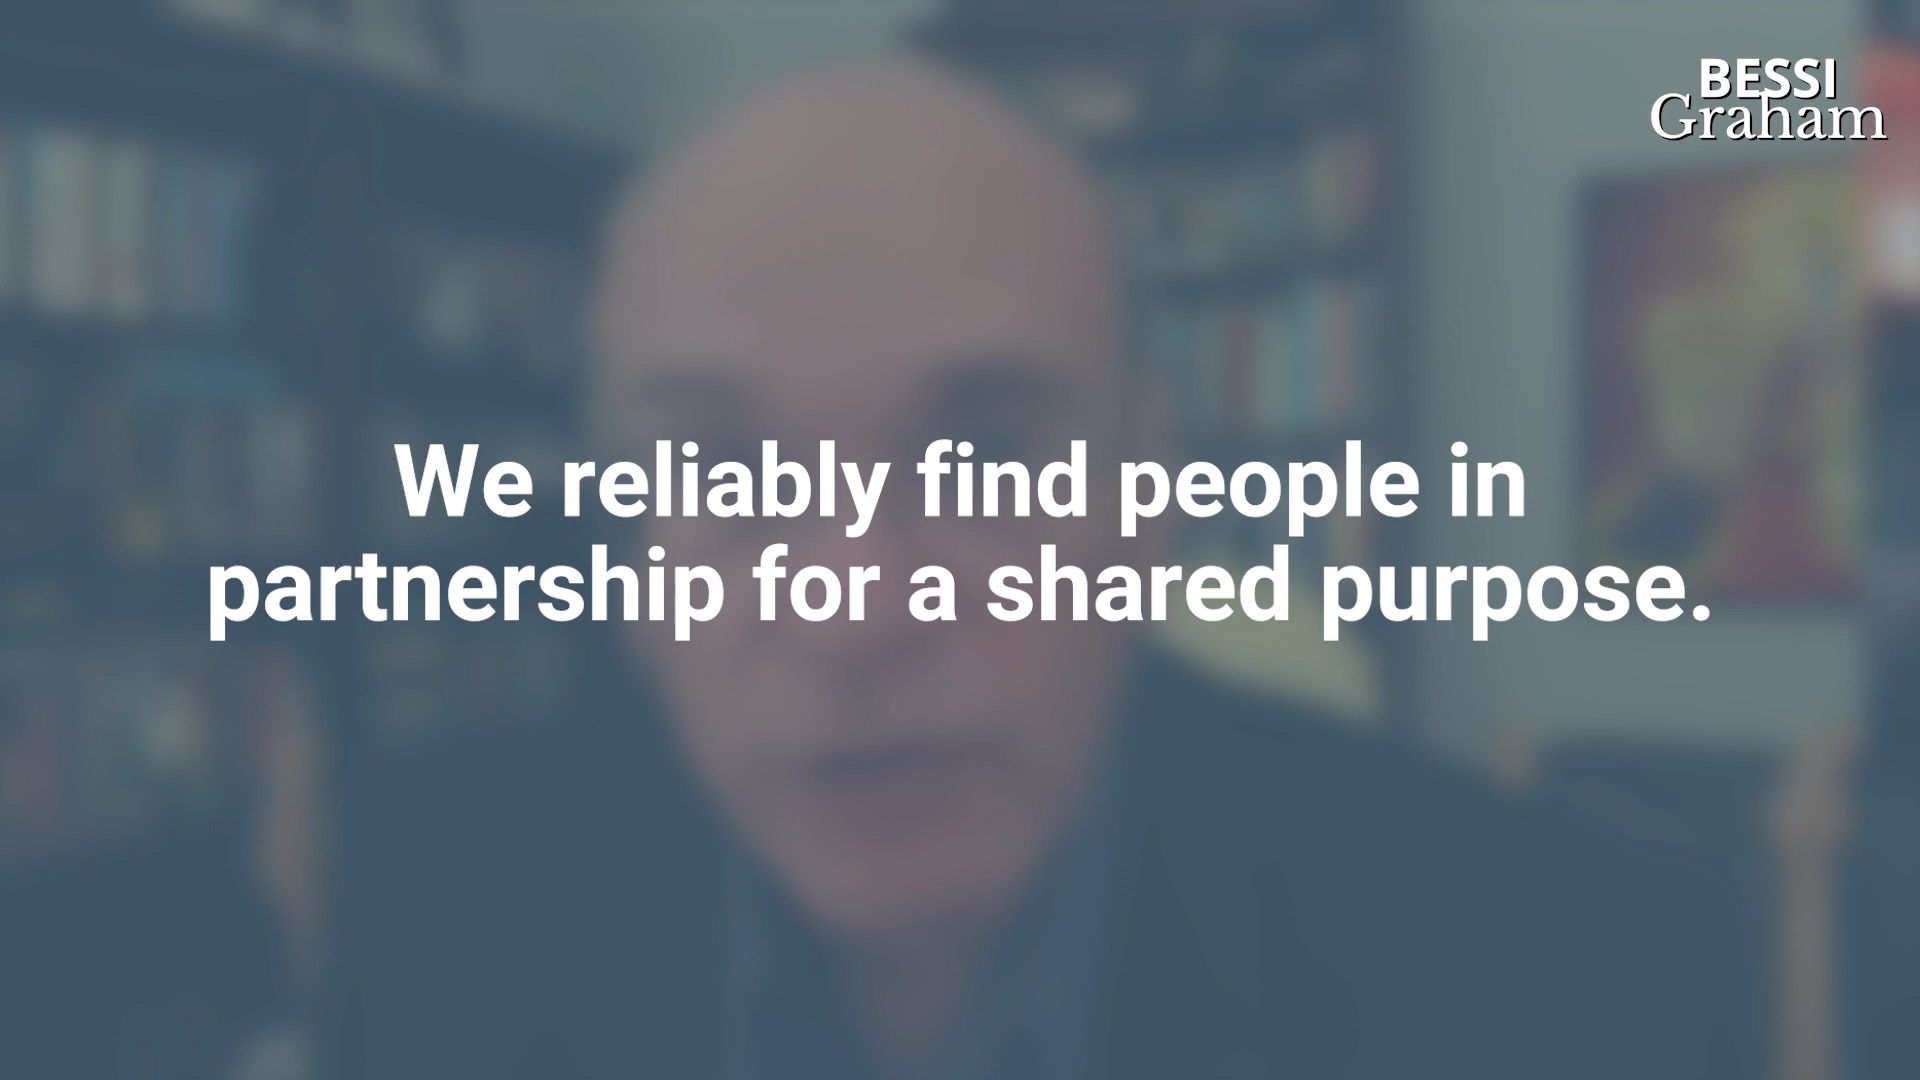 BESSI
Graham
We reliably find people in
partnership for a shared purpose.